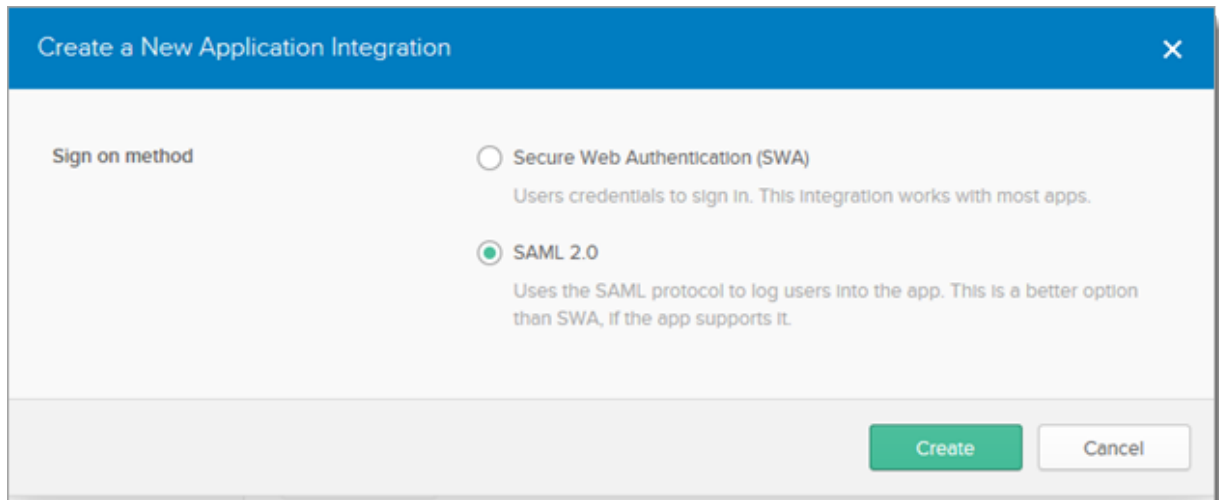 Create a New Application Integration
Sign on method
Secure Web Authentication (SWA)
Users credentials to sign in. This integration works with most apps.
SAML 2.0
Uses the SAML protocol to log users into the app. This is a better option
than SWA, if the app supports it.
Create
Cancel